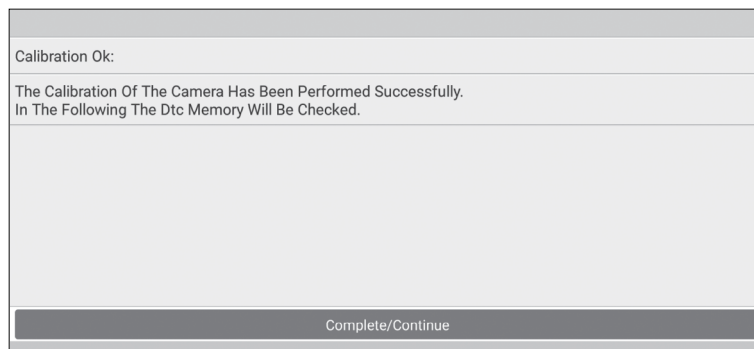 Calibration Ok:
The Calibration Of The Camera Has Been Performed Successfully.
In The Following The Dtc Memory Will Be Checked.
Complete/Continue